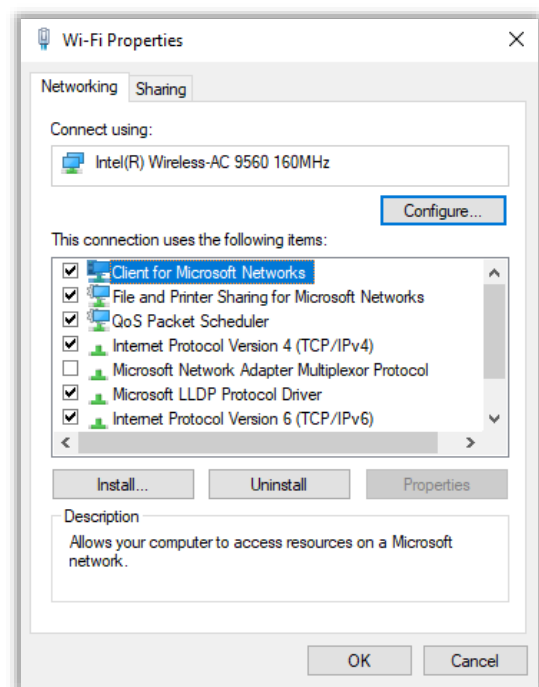 Wi-Fi Properties
Networking
Sharing
Connect using:
Intel(R) Wireless-AC 9560 160MHz
Configure...
This connection uses the following items:
Client for Microsoft Networks
File and Printer Sharing for Microsoft Networks
QoS Packet Scheduler
Internet Protocol Version 4 (TCP/IPv4)
Microsoft Network Adapter Multiplexor Protocol
Microsoft LLDP Protocol Driver
Internet Protocol Version 6 (TCP/IPv6)
Install...
Uninstall
Properties
Description
Allows your computer to access resources on a Microsoft
network.
OK
Cancel